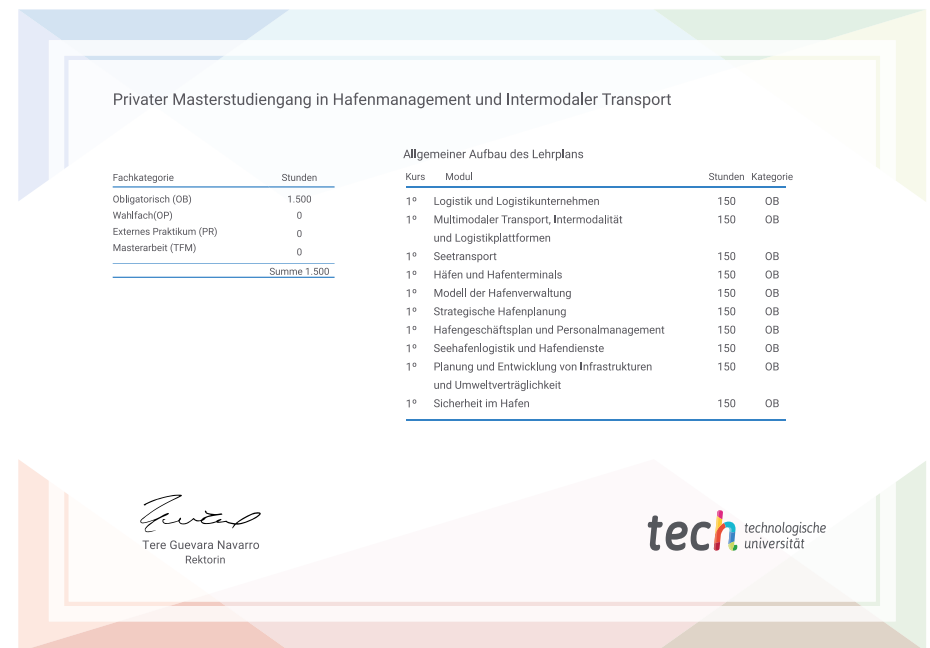 Privater Masterstudiengang in Hafenmanagement und Intermodaler Transport
Fachkategorie Stunden
Obligatorisch (OB) 1.500
Wahlfach(OP) 0
Externes Praktikum (PR) 0
Masterarbeit (TFM) 0
Summe 1.500
Allgemeiner Aufbau des Lehrplans
Kurs Modul Stunden Kategorie
1º Logistik und Logistikunternehmen 150 OB
1º Multimodaler Transport, Intermodalität 150 OB
und Logistikplattformen
1º Seetransport 150 OB
1º Häfen und Hafenterminals 150 OB
1º Modell der Hafenverwaltung 150 OB
1º Strategische Hafenplanung 150 OB
1º Hafengeschäftsplan und Personalmanagement 150 OB
1º Seehafenlogistik und Hafendienste 150 OB
1º Planung und Entwicklung von Infrastrukturen 150 OB
und Umweltverträglichkeit
1º Sicherheit im Hafen 150 OB
Tere Guevara Navarro
Rektorin
tech technologische
universität